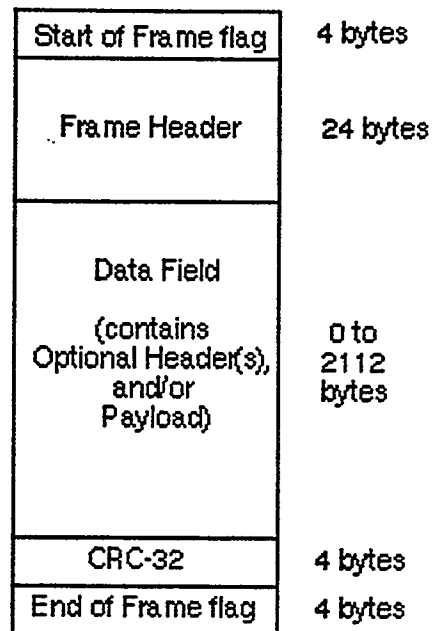 Start of Frame flag 4 bytes
Frame Header 24 bytes
Data Field
(contains
Optional Header(s),
and/or
Payload)
0 to
2112
bytes
CRC-32 4 bytes
End of Frame flag 4 bytes